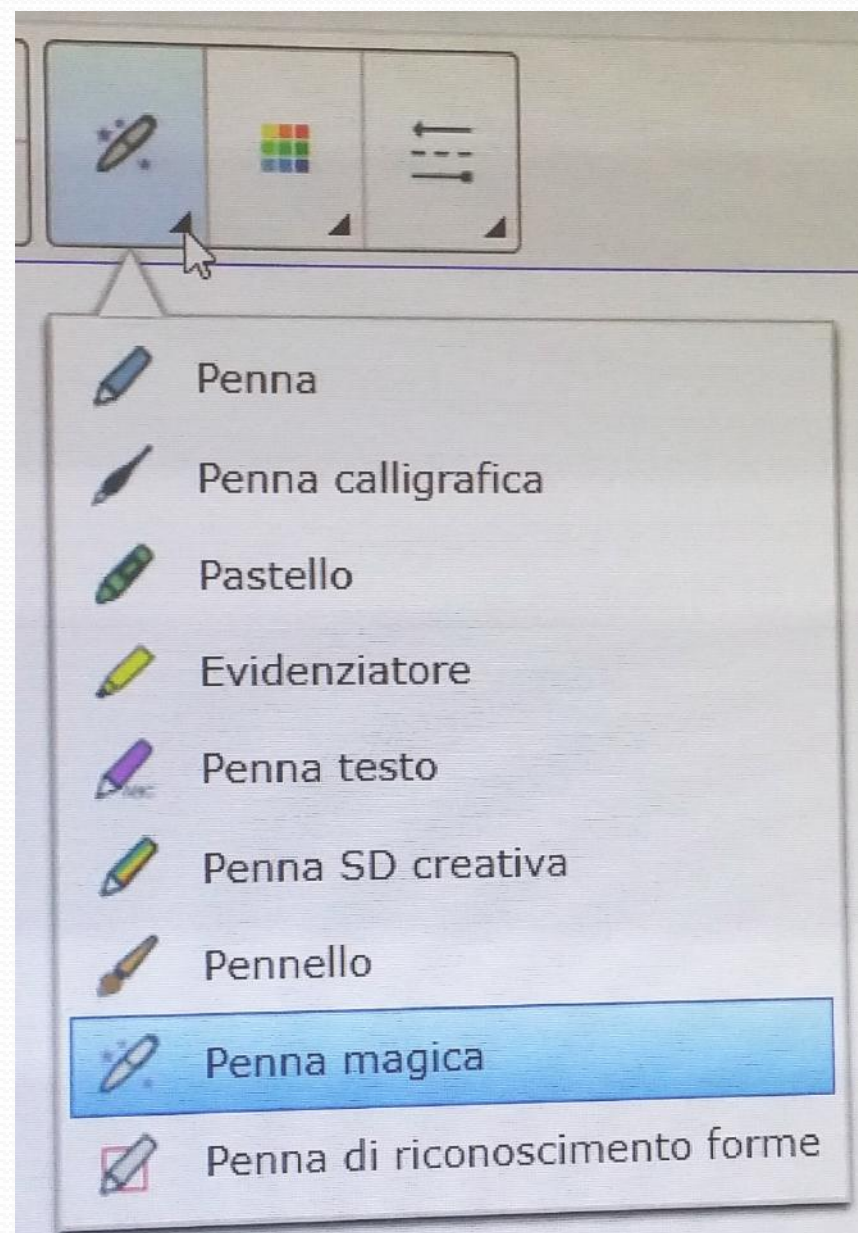 Penna
Penna calligrafica
Pastello
Evidenziatore
Penna testo
Penna SD creativa
Pennello
Penna magica
Penna di riconoscimento forme